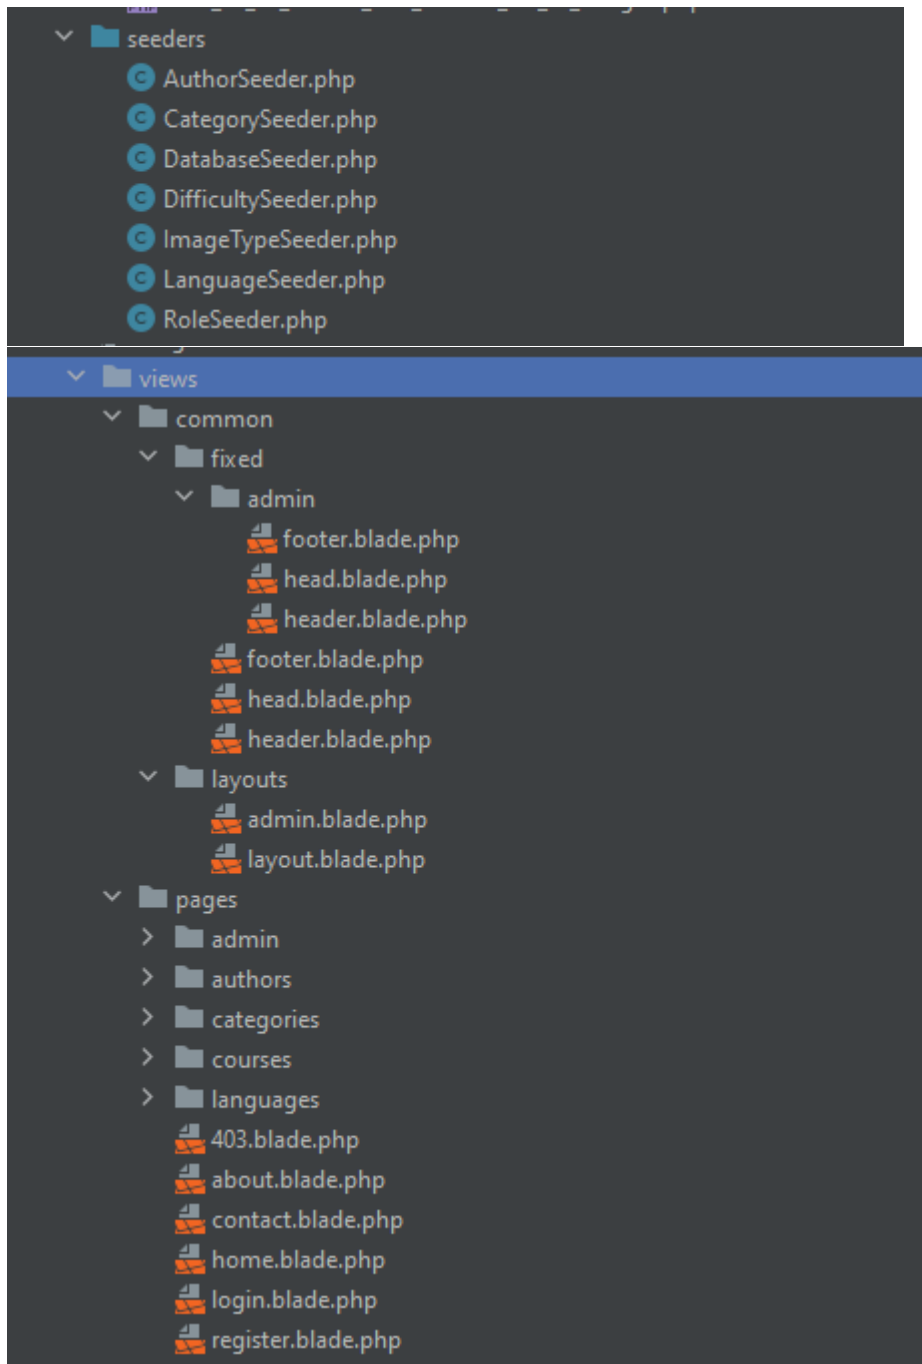 seeders
AuthorSeeder.php
CategorySeeder.php
DatabaseSeeder.php
DifficultySeeder.php
ImageTypeSeeder.php
LanguageSeeder.php
RoleSeeder.php
views
common
fixed
admin
footer.blade.php
head.blade.php
header.blade.php
footer.blade.php
head.blade.php
header.blade.php
layouts
admin.blade.php
layout.blade.php
pages
admin
authors
categories
courses
languages
403.blade.php
about.blade.php
contact.blade.php
home.blade.php
login.blade.php
register.blade.php